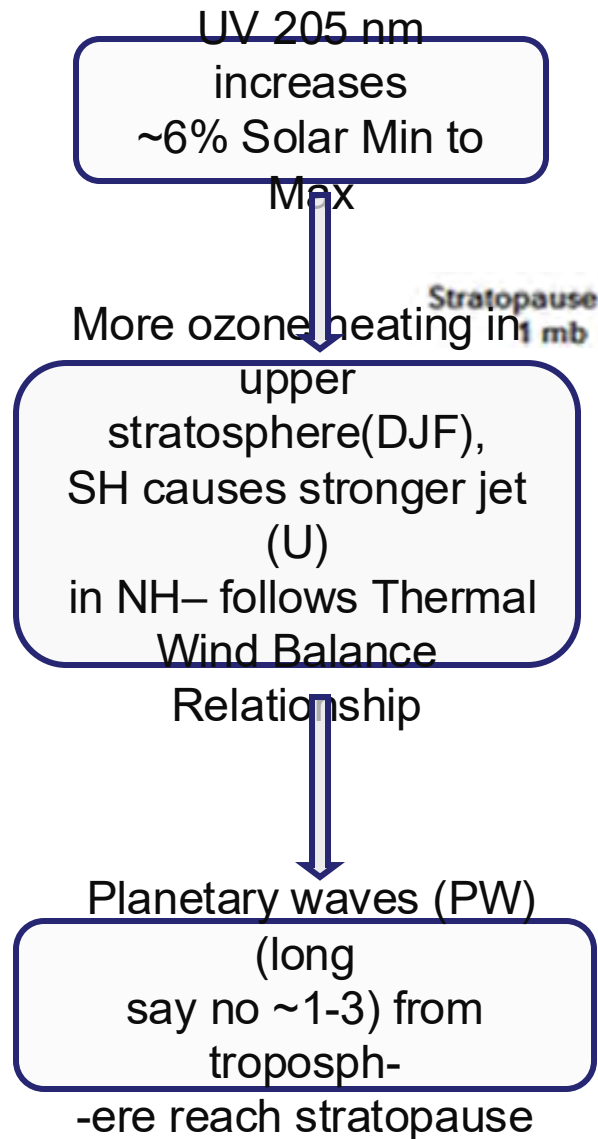 UV 205 nm
increases
~6% Solar Min to
Max
Stratopause
1 mb
More ozone heating in
upper
stratosphere(DJF),
SH causes stronger jet
(U)
in NH– follows Thermal
Wind Balance
Relationship
Planetary waves (PW)
(long
say no ~1-3) from
troposph-
-ere reach stratopause